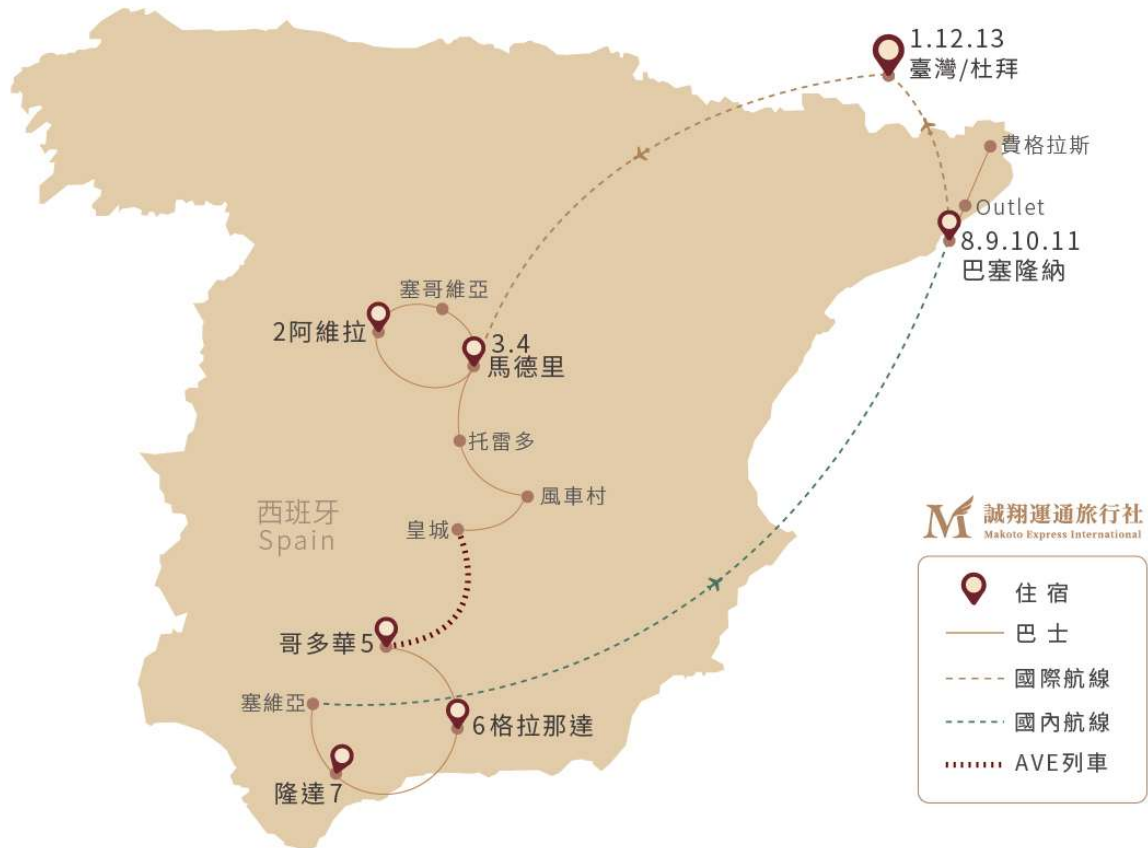 1.12.13
臺灣/杜拜
費格拉斯
Outlet
8.9.10.11
巴塞隆納
塞哥維亞
2阿維拉
3.4
馬德里
托雷多
風車村
皇城
西班牙
Spain
哥多華5
塞維亞
6格拉那達
隆達7
誠翔運通旅行社
Makoto Express International
住宿
巴士
國際航線
國內航線
AVE列車